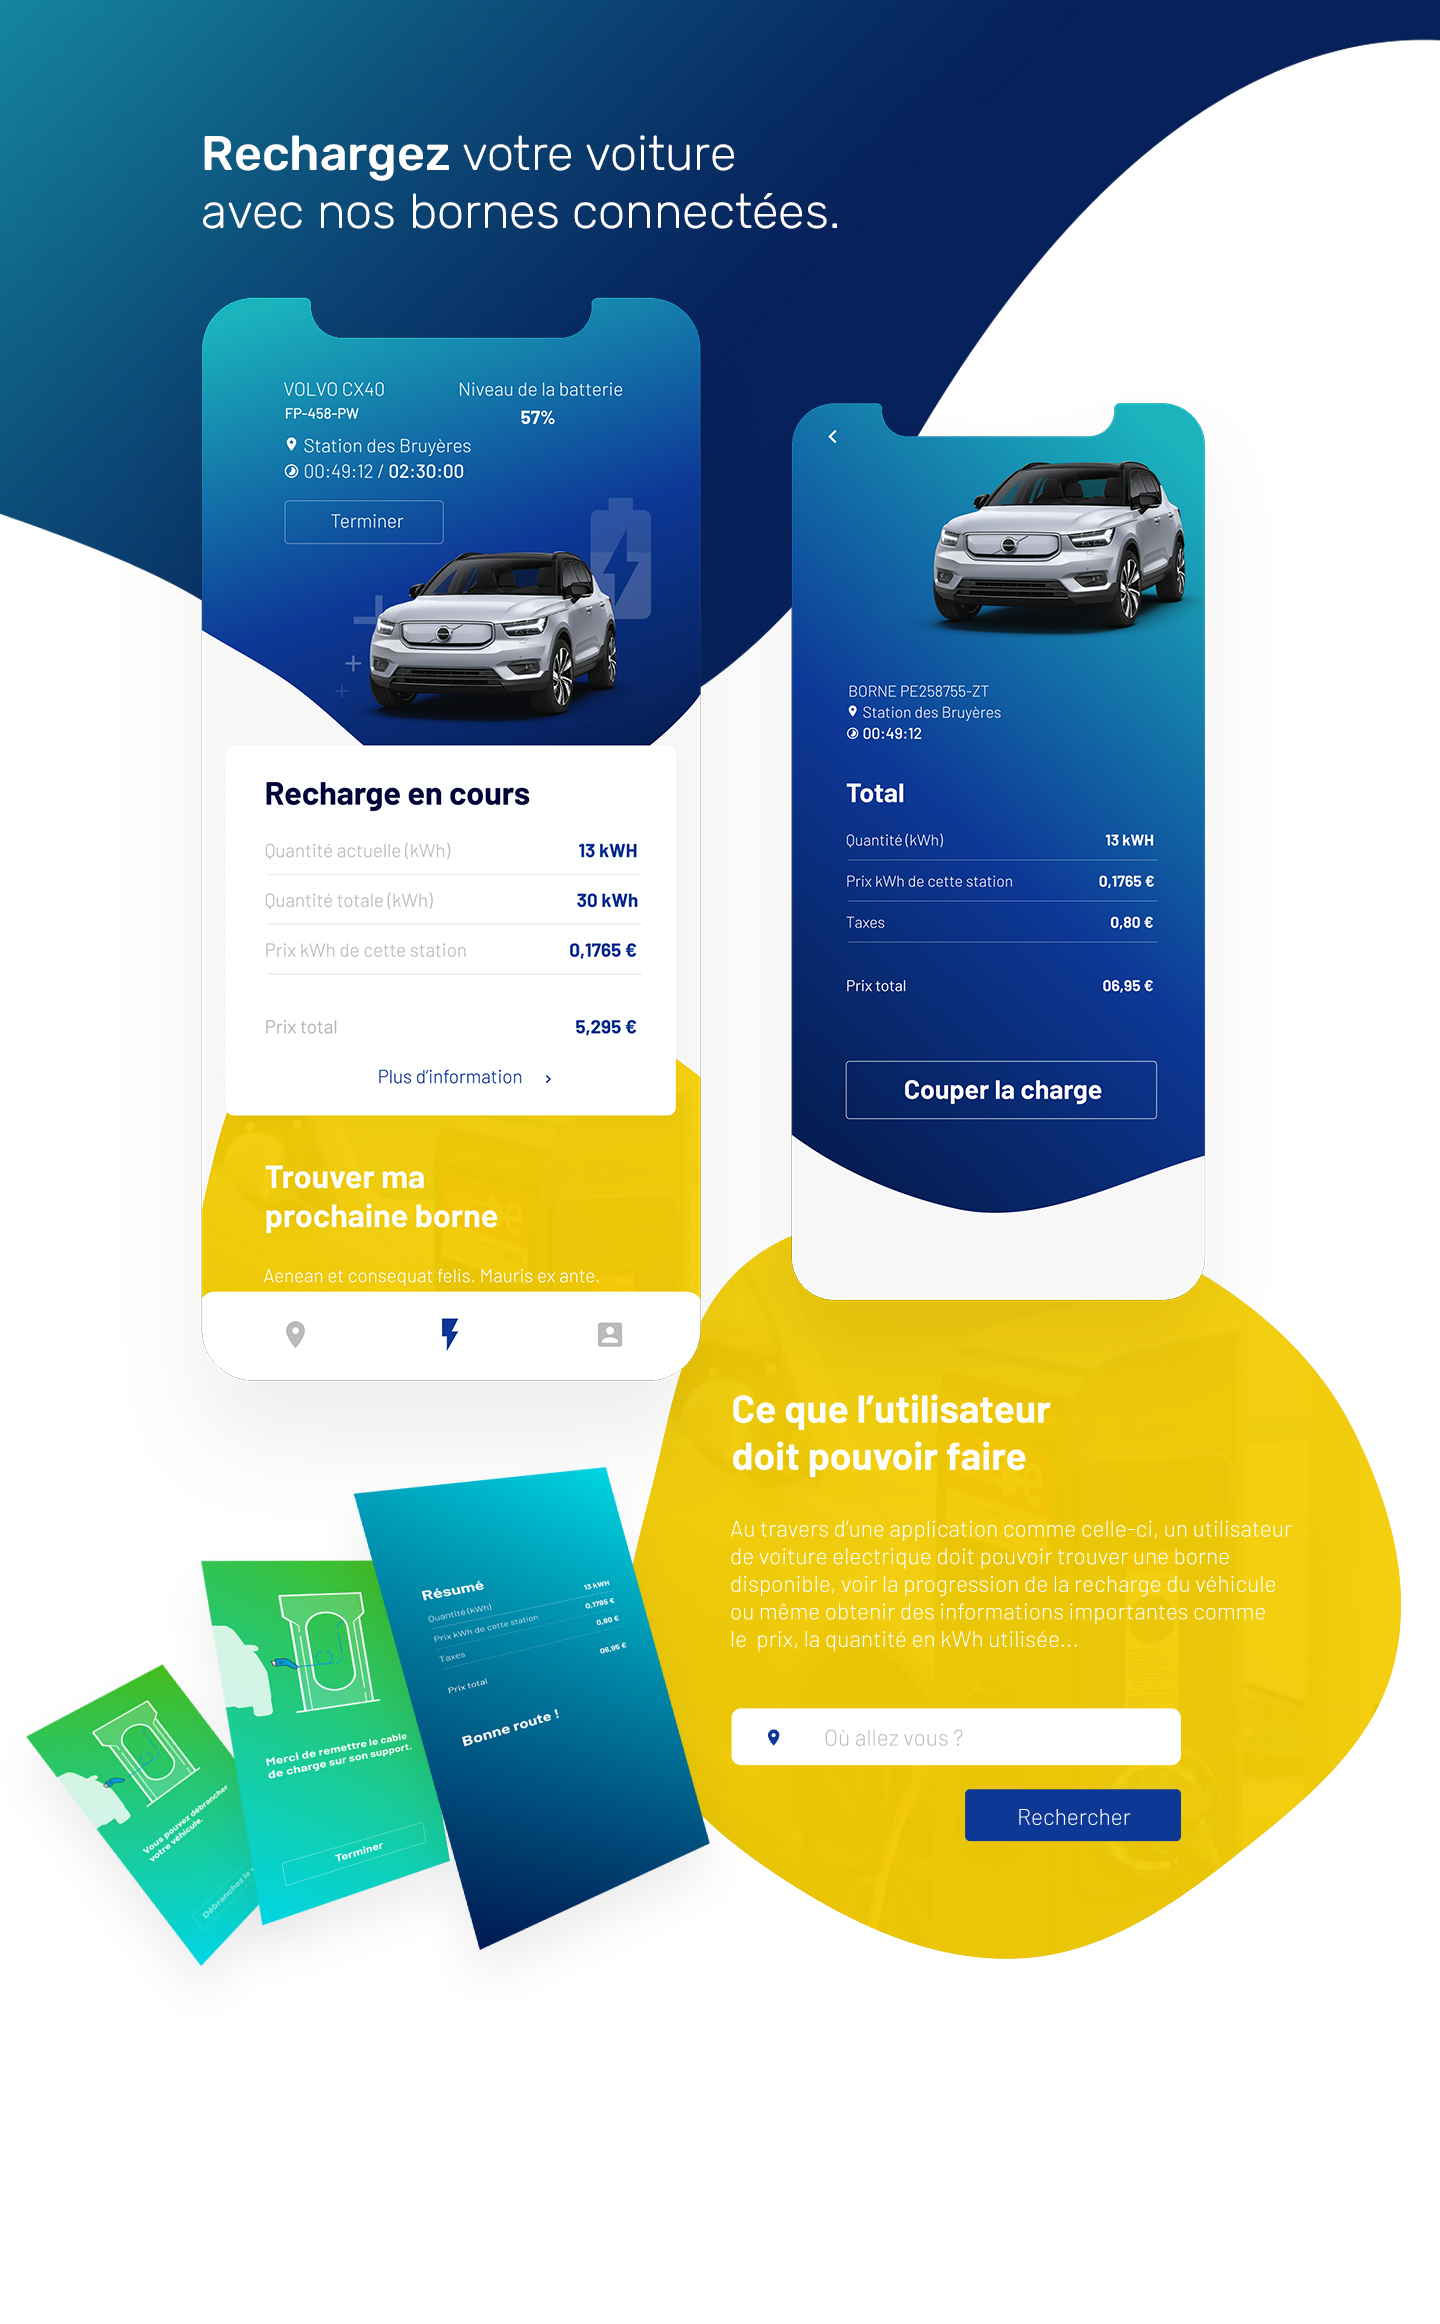 Rechargez votre voiture
avec nos bornes connectées.
VOLVO CX40
FP-458-PW
Niveau de la batterie
57%
Station des Bruyères
00:49:12 / 02:30:00
Terminer
Recharge en cours
Quantité actuelle (kWh) 13 kWH
Quantité totale (kWh) 30 kWh
Prix kWh de cette station 0,1765 €
Prix total 5,295 €
Plus d'information
Trouver ma
prochaine borne
Aenean et consequat felis. Mauris ex ante.
BORNE PE258755-ZT
Station des Bruyères
00:49:12
Total
Quantité (kWh) 13 kWH
Prix kWh de cette station 0,1765 €
Taxes 0,80 €
Prix total 06,95 €
Couper la charge
Ce que l'utilisateur
doit pouvoir faire
Au travers d'une application comme celle-ci, un utilisateur
de voiture electrique doit pouvoir trouver une borne
disponible, voir la progression de la recharge du véhicule
ou même obtenir des informations importantes comme
le prix, la quantité en kWh utilisée...
Où allez vous ?
Rechercher
Résumé
Quantité (kWh) 13 kWH
Prix kWh de cette station 0,1765 €
Taxes 0,80 €
Prix total 06,95 €
Bonne route !
Merci de remettre le cable
de charge sur son support.
Terminer
Vous pouvez débrancher
votre véhicule.
Débranchez le